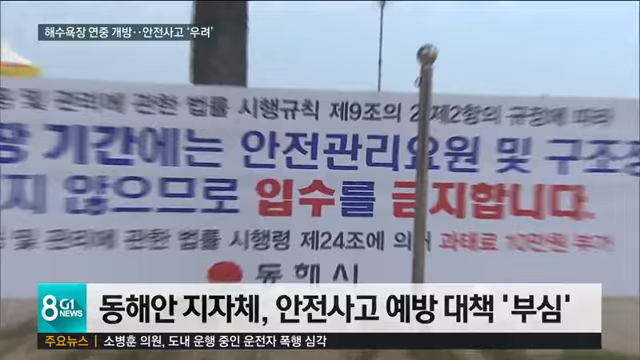 해수욕장 연중 개방‥안전사고 '우려'
및 관리에 관한 법률 시행규칙 제9조의 2 제2항의 규정에 따라
기간에는 안전관리요원 및 구조
않으므로 입수를 금지합니다.
및 관리에 관한 법률 시행령 제24조에 의거 과태료 10만원 부가
동해시
8 G1 NEWS
동해안 지자체, 안전사고 예방 대책 '부심'
주요뉴스 소병훈 의원, 도내 운행 중인 운전자 폭행 심각